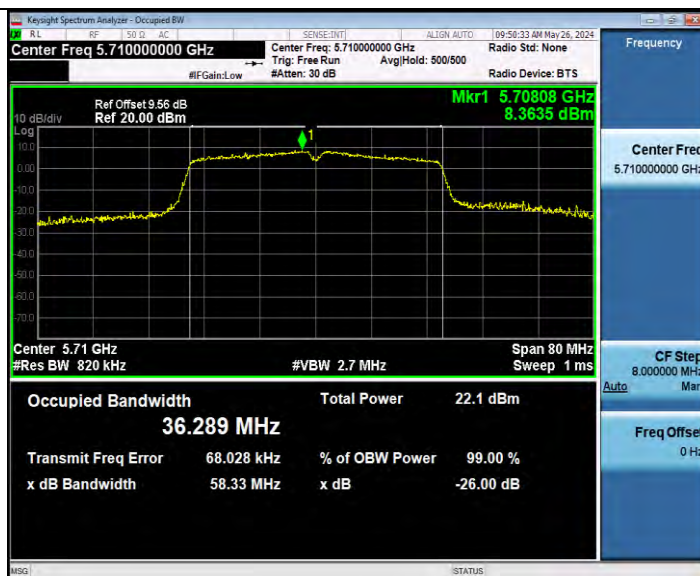 Keysight Spectrum Analyzer - Occupied BW
RL RF 50 Ω AC SENSE:INT ALIGN AUTO 09:50:33 AM May 26, 2024
Center Freq 5.710000000 GHz
Center Freq: 5.710000000 GHz
Radio Std: None
Trig: Free Run Avg|Hold: 500/500
#IFGain:Low
#Atten: 30 dB
Radio Device: BTS
Frequency
Ref Offset 9.56 dB
10 dB/div Ref 20.00 dBm
Mkr1 5.70808 GHz
8.3635 dBm
Log
1
10.0
0.00
-10.0
-20.0
-30.0
-40.0
-50.0
-60.0
-70.0
Center Freq
5.710000000 GHz
Center 5.71 GHz
Span 80 MHz
#Res BW 820 kHz
#VBW 2.7 MHz
Sweep 1 ms
CF Step
8.000000 MHz
Auto Man
Occupied Bandwidth
36.289 MHz
Total Power 22.1 dBm
Transmit Freq Error 68.028 kHz % of OBW Power 99.00 %
x dB Bandwidth 58.33 MHz x dB -26.00 dB
Freq Offset
0 Hz
MSG
STATUS